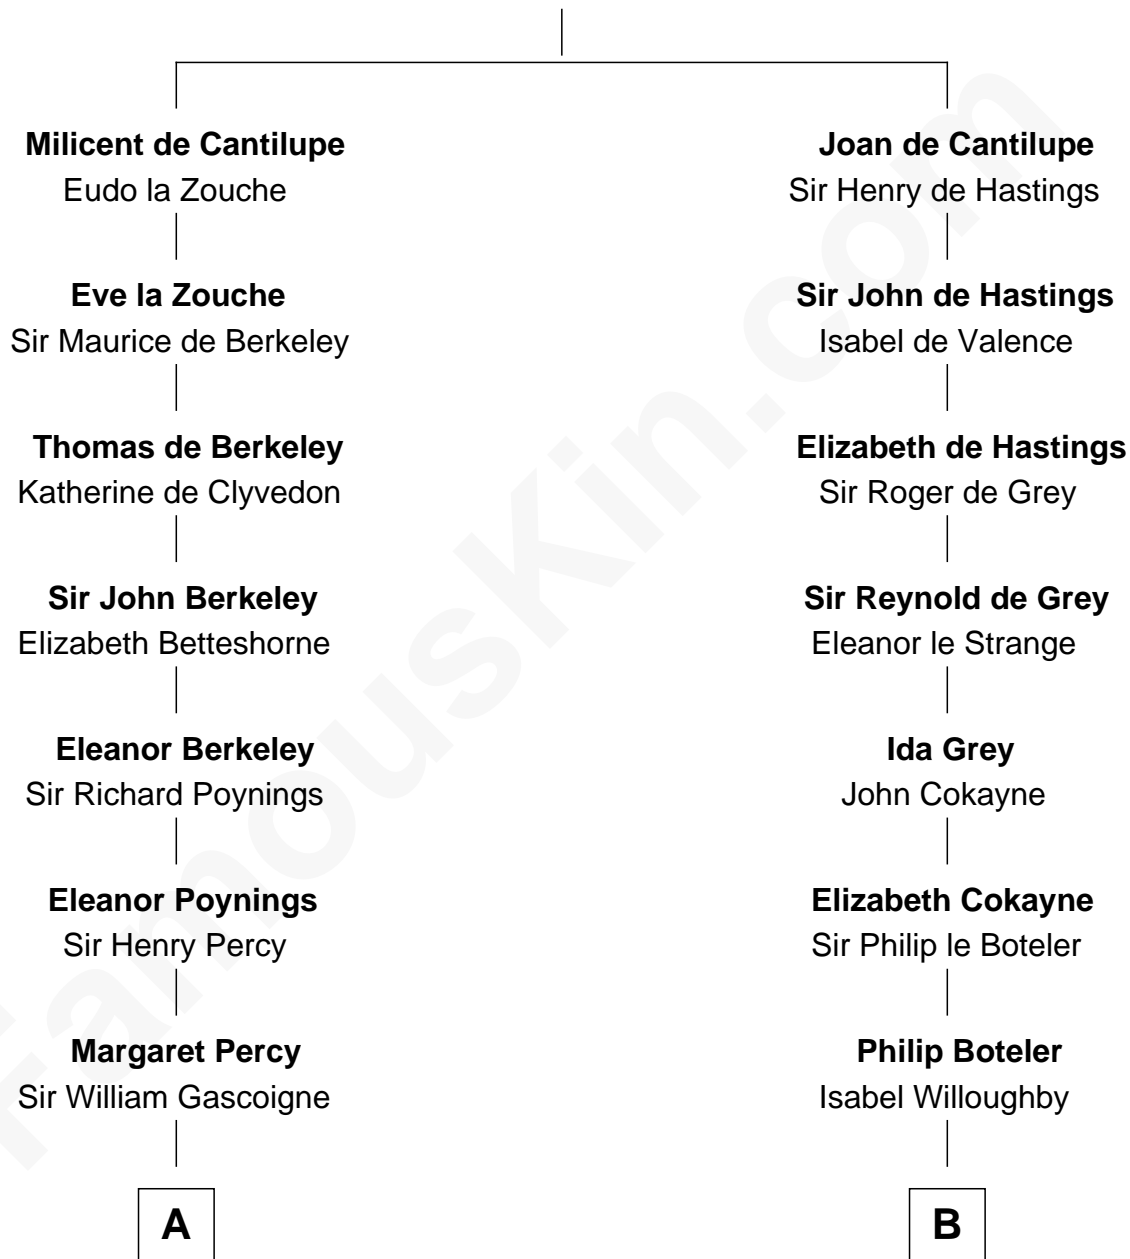 Milicent de Cantilupe
Eudo la Zouche
Eve la Zouche
Sir Maurice de Berkeley
Thomas de Berkeley
Katherine de Clyvedon
Sir John Berkeley
Elizabeth Betteshorne
Eleanor Berkeley
Sir Richard Poynings
Eleanor Poynings
Sir Henry Percy
Margaret Percy
Sir William Gascoigne
A
Joan de Cantilupe
Sir Henry de Hastings
Sir John de Hastings
Isabel de Valence
Elizabeth de Hastings
Sir Roger de Grey
Sir Reynold de Grey
Eleanor le Strange
Ida Grey
John Cokayne
Elizabeth Cokayne
Sir Philip le Boteler
Philip Boteler
Isabel Willoughby
B
FamousKin.com